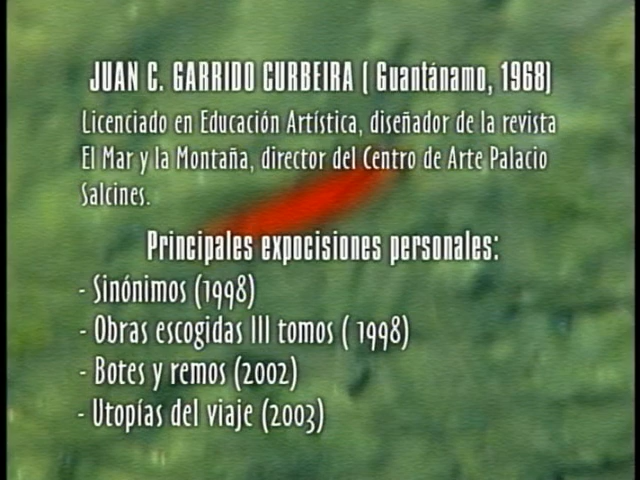 JUAN C. GARRIDO CURBEIRA ( Guantánamo, 1968)
Licenciado en Educación Artística, diseñador de la revista
El Mar y la Montaña, director del Centro de Arte Palacio
Salcines.
Principales expocisiones personales:
- Sinónimos (1998)
- Obras escogidas III tomos ( 1998)
- Botes y remos (2002)
- Utopías del viaje (2003)